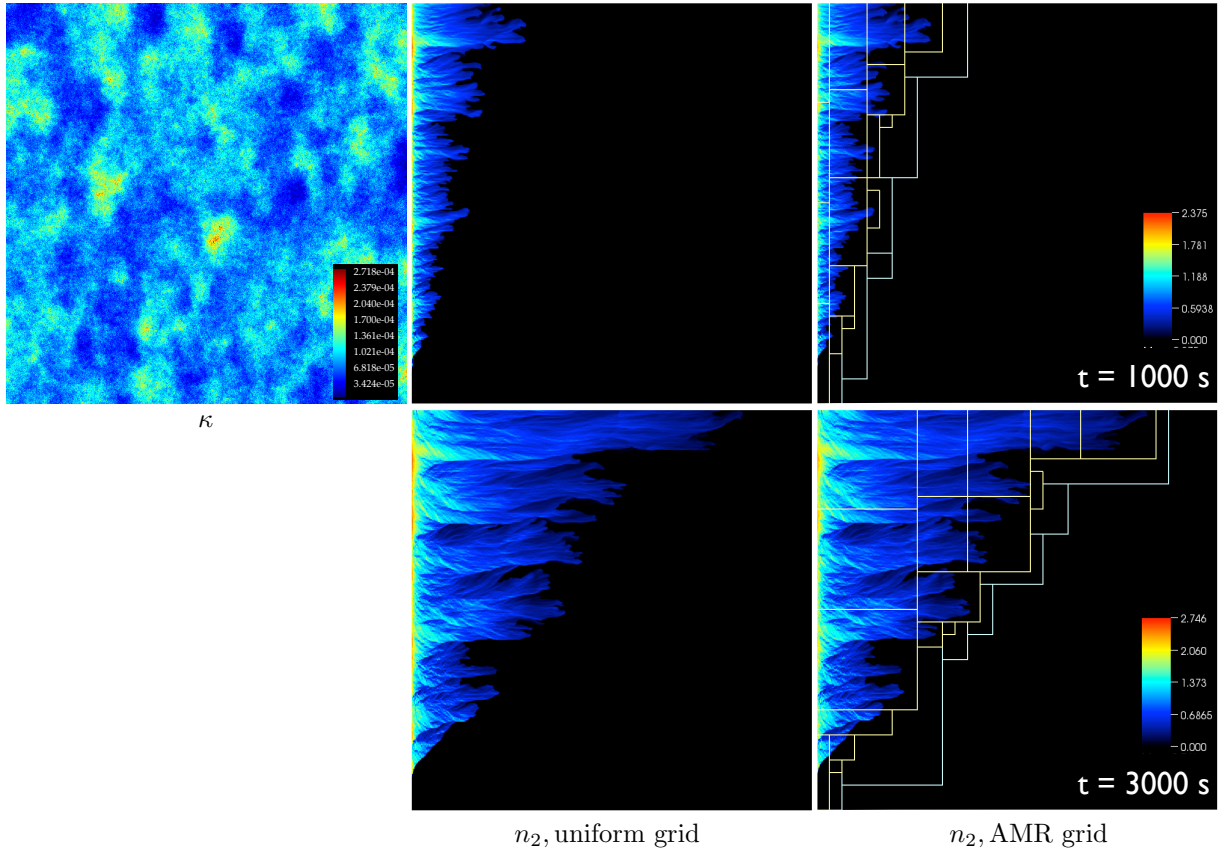 2.718e-04
2.379e-04
2.040e-04
1.700e-04
1.361e-04
1.021e-04
6.818e-05
3.424e-05
κ
2.375
1.781
1.188
0.5938
0.000
t = 1000 s
2.746
2.060
1.373
0.6865
0.000
t = 3000 s
n₂, uniform grid
n₂, AMR grid